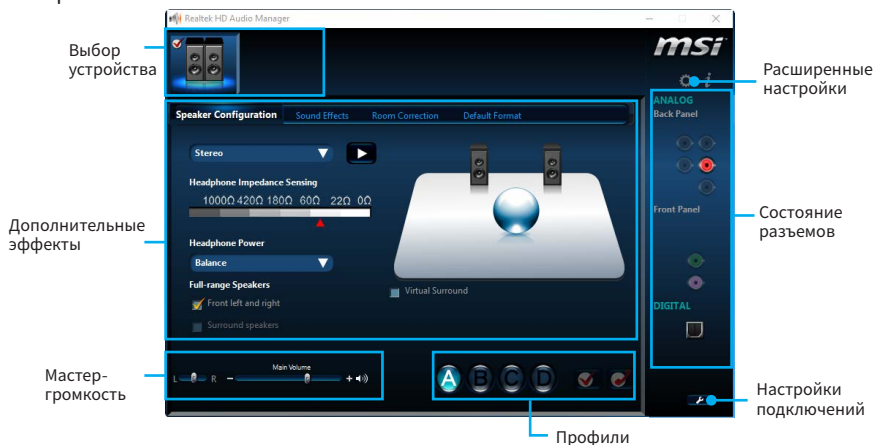 Realtek HD Audio Manager
msi
Выбор
устройства
i
Расширенные
настройки
ANALOG
Back Panel
Speaker Configuration
Sound Effects
Room Correction
Default Format
Stereo
Headphone Impedance Sensing
1000Ω 420Ω 180Ω 60Ω 22Ω 0Ω
Front Panel
Состояние
разъемов
Дополнительные
эффекты
Headphone Power
Balance
Full-range Speakers
Front left and right
Virtual Surround
Surround speakers
DIGITAL
Мастер-
громкость
Main Volume
L R - +
A B C D
Настройки
подключений
Профили